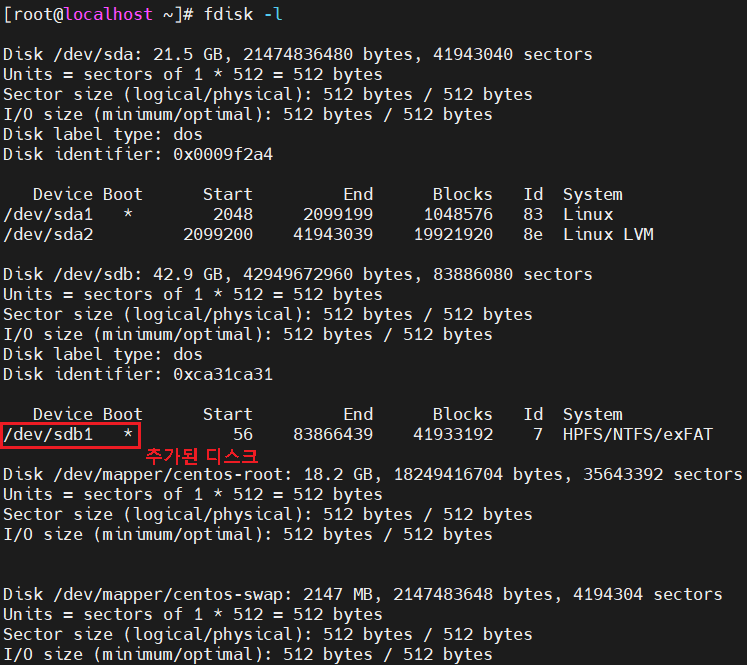 [root@localhost ~]# fdisk -l
Disk /dev/sda: 21.5 GB, 21474836480 bytes, 41943040 sectors
Units = sectors of 1 * 512 = 512 bytes
Sector size (logical/physical): 512 bytes / 512 bytes
I/O size (minimum/optimal): 512 bytes / 512 bytes
Disk label type: dos
Disk identifier: 0x0009f2a4
Device Boot Start End Blocks Id System
/dev/sda1 * 2048 2099199 1048576 83 Linux
/dev/sda2 2099200 41943039 19921920 8e Linux LVM
Disk /dev/sdb: 42.9 GB, 42949672960 bytes, 83886080 sectors
Units = sectors of 1 * 512 = 512 bytes
Sector size (logical/physical): 512 bytes / 512 bytes
I/O size (minimum/optimal): 512 bytes / 512 bytes
Disk label type: dos
Disk identifier: 0xca31ca31
Device Boot Start End Blocks Id System
/dev/sdb1 * 56 83866439 41933192 7 HPFS/NTFS/exFAT
추가된 디스크
Disk /dev/mapper/centos-root: 18.2 GB, 18249416704 bytes, 35643392 sectors
Units = sectors of 1 * 512 = 512 bytes
Sector size (logical/physical): 512 bytes / 512 bytes
I/O size (minimum/optimal): 512 bytes / 512 bytes
Disk /dev/mapper/centos-swap: 2147 MB, 2147483648 bytes, 4194304 sectors
Units = sectors of 1 * 512 = 512 bytes
Sector size (logical/physical): 512 bytes / 512 bytes
I/O size (minimum/optimal): 512 bytes / 512 bytes